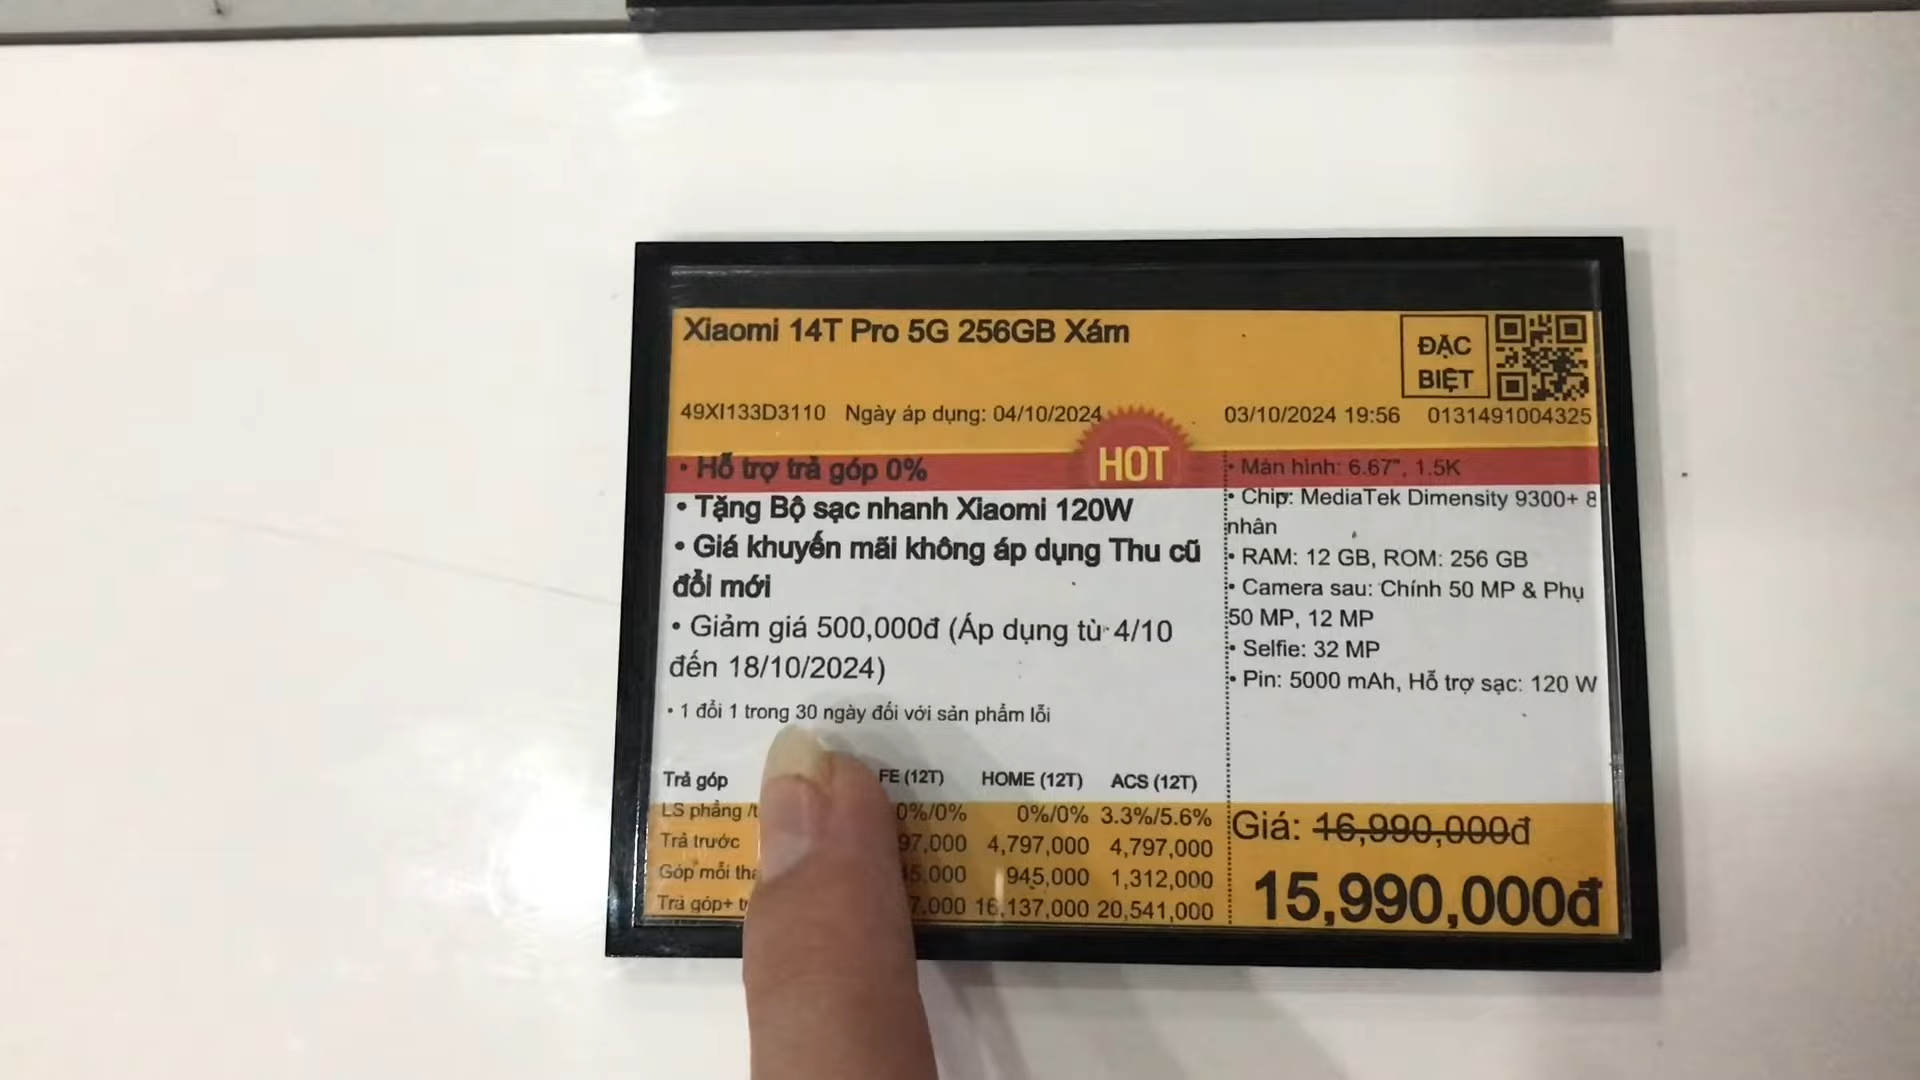 Xiaomi 14T Pro 5G 256GB Xám
ĐẶC
BIỆT
49XI133D3110 Ngày áp dụng: 04/10/2024
03/10/2024 19:56 0131491004325
• Hỗ trợ trả góp 0%
HOT
• Tặng Bộ sạc nhanh Xiaomi 120W
• Giá khuyến mãi không áp dụng Thu cũ
đổi mới
• Giảm giá 500,000đ (Áp dụng từ 4/10
đến 18/10/2024)
• 1 đổi 1 trong 30 ngày đối với sản phẩm lỗi
• Màn hình: 6.67", 1.5K
• Chip: MediaTek Dimensity 9300+ 8
nhân
• RAM: 12 GB, ROM: 256 GB
• Camera sau: Chính 50 MP & Phụ
50 MP, 12 MP
• Selfie: 32 MP
• Pin: 5000 mAh, Hỗ trợ sạc: 120 W
Trả góp FE (12T) HOME (12T) ACS (12T)
LS phẳng 0%/0% 0%/0% 3.3%/5.6%
Trả trước 4,797,000 4,797,000
Góp mỗi 945,000 1,312,000
Trả góp+ 16,137,000 20,541,000
Giá: 16,990,000đ
15,990,000đ